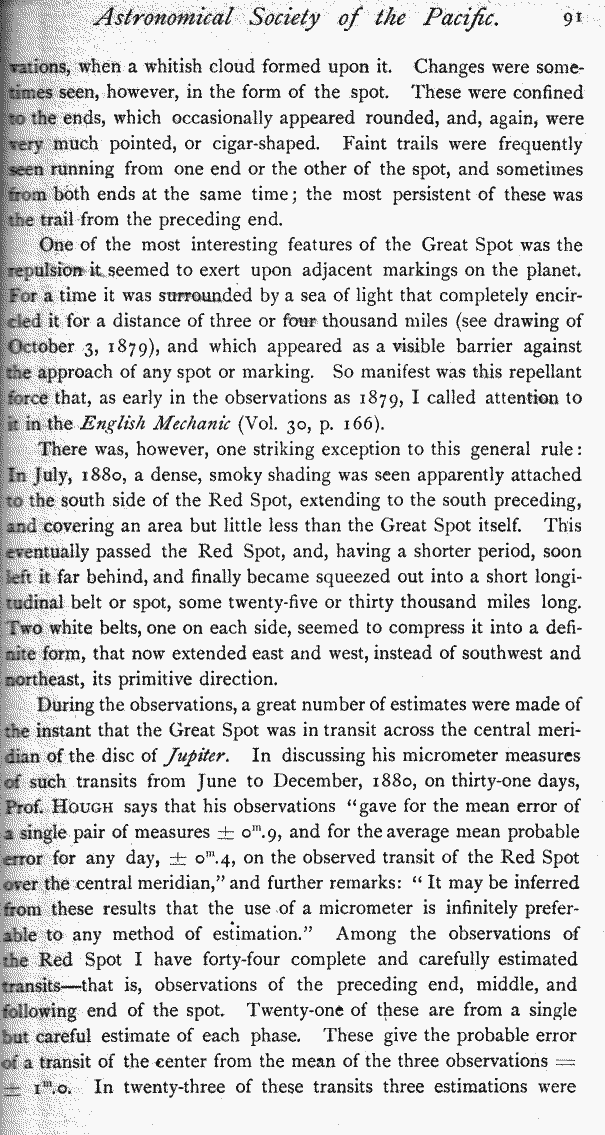 Astronomical Society of the Pacific. 91
vations, when a whitish cloud formed upon it. Changes were some-
times seen, however, in the form of the spot. These were confined
to the ends, which occasionally appeared rounded, and, again, were
very much pointed, or cigar-shaped. Faint trails were frequently
seen running from one end or the other of the spot, and sometimes
from both ends at the same time; the most persistent of these was
the trail from the preceding end.
One of the most interesting features of the Great Spot was the
repulsion it seemed to exert upon adjacent markings on the planet.
For a time it was surrounded by a sea of light that completely encir-
cled it for a distance of three or four thousand miles (see drawing of
October 3, 1879), and which appeared as a visible barrier against
the approach of any spot or marking. So manifest was this repellant
force that, as early in the observations as 1879, I called attention to
it in the English Mechanic (Vol. 30, p. 166).
There was, however, one striking exception to this general rule:
In July, 1880, a dense, smoky shading was seen apparently attached
to the south side of the Red Spot, extending to the south preceding,
and covering an area but little less than the Great Spot itself. This
eventually passed the Red Spot, and, having a shorter period, soon
left it far behind, and finally became squeezed out into a short longi-
tudinal belt or spot, some twenty-five or thirty thousand miles long.
Two white belts, one on each side, seemed to compress it into a defi-
nite form, that now extended east and west, instead of southwest and
northeast, its primitive direction.
During the observations, a great number of estimates were made of
the instant that the Great Spot was in transit across the central meri-
dian of the disc of Jupiter. In discussing his micrometer measures
of such transits from June to December, 1880, on thirty-one days,
Prof. HOUGH says that his observations "gave for the mean error of
a single pair of measures ± 0ᵐ.9, and for the average mean probable
error for any day, ± 0ᵐ.4, on the observed transit of the Red Spot
over the central meridian," and further remarks: "It may be inferred
from these results that the use of a micrometer is infinitely prefer-
able to any method of estimation." Among the observations of
the Red Spot I have forty-four complete and carefully estimated
transits—that is, observations of the preceding end, middle, and
following end of the spot. Twenty-one of these are from a single
but careful estimate of each phase. These give the probable error
of a transit of the center from the mean of the three observations =
± 1ᵐ.0. In twenty-three of these transits three estimations were